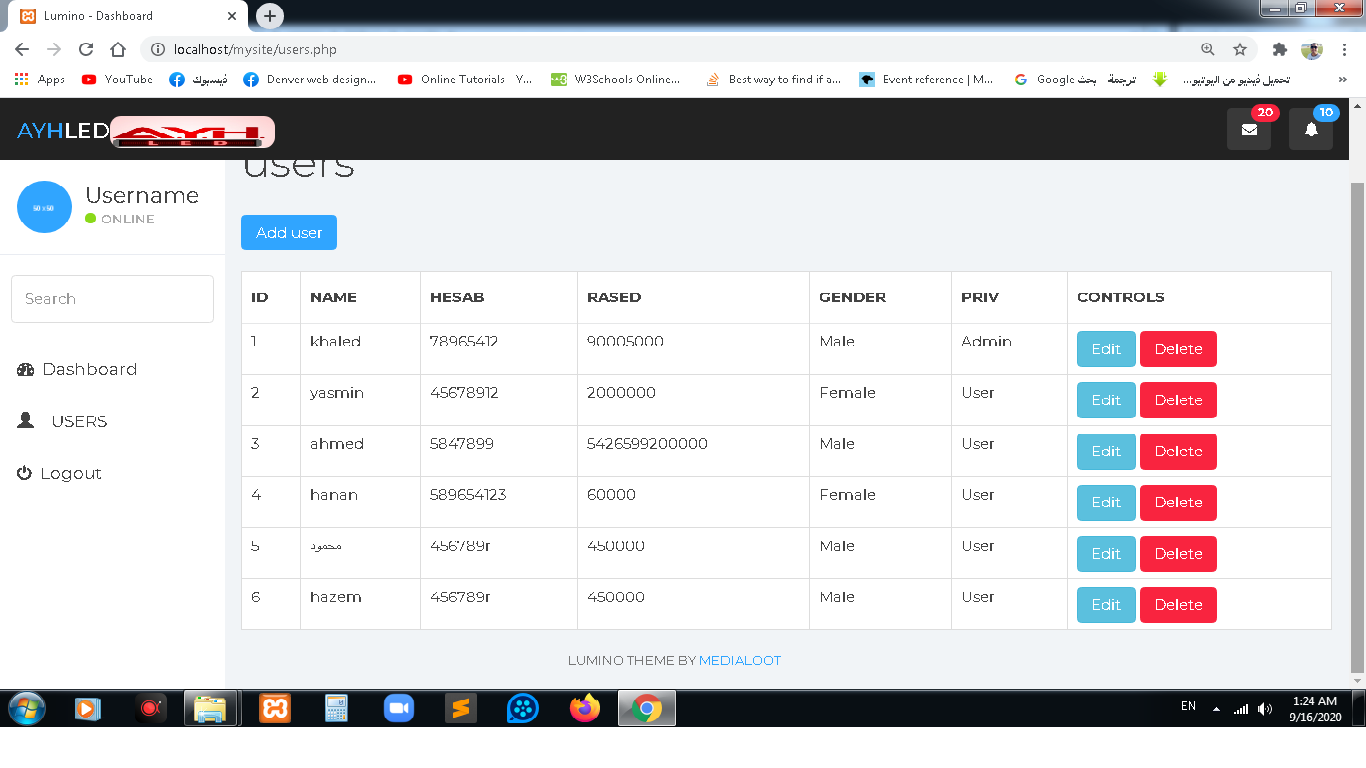 Lumino - Dashboard
localhost/mysite/users.php
Apps YouTube فيسبوك Denver web design... Online Tutorials - Y... W3Schools Online... Best way to find if a... Event reference | M... Google ترجمة - بحث تحميل فيديو من اليوتيو...
AYHLED A.Y.H. LED 20 10
users
50 x 50 Username
ONLINE
Add user
Search
Dashboard
USERS
Logout
ID NAME HESAB RASED GENDER PRIV CONTROLS
1 khaled 78965412 90005000 Male Admin Edit Delete
2 yasmin 45678912 2000000 Female User Edit Delete
3 ahmed 5847899 5426599200000 Male User Edit Delete
4 hanan 589654123 60000 Female User Edit Delete
5 محمود 456789r 450000 Male User Edit Delete
6 hazem 456789r 450000 Male User Edit Delete
LUMINO THEME BY MEDIALOOT
EN 1:24 AM
9/16/2020